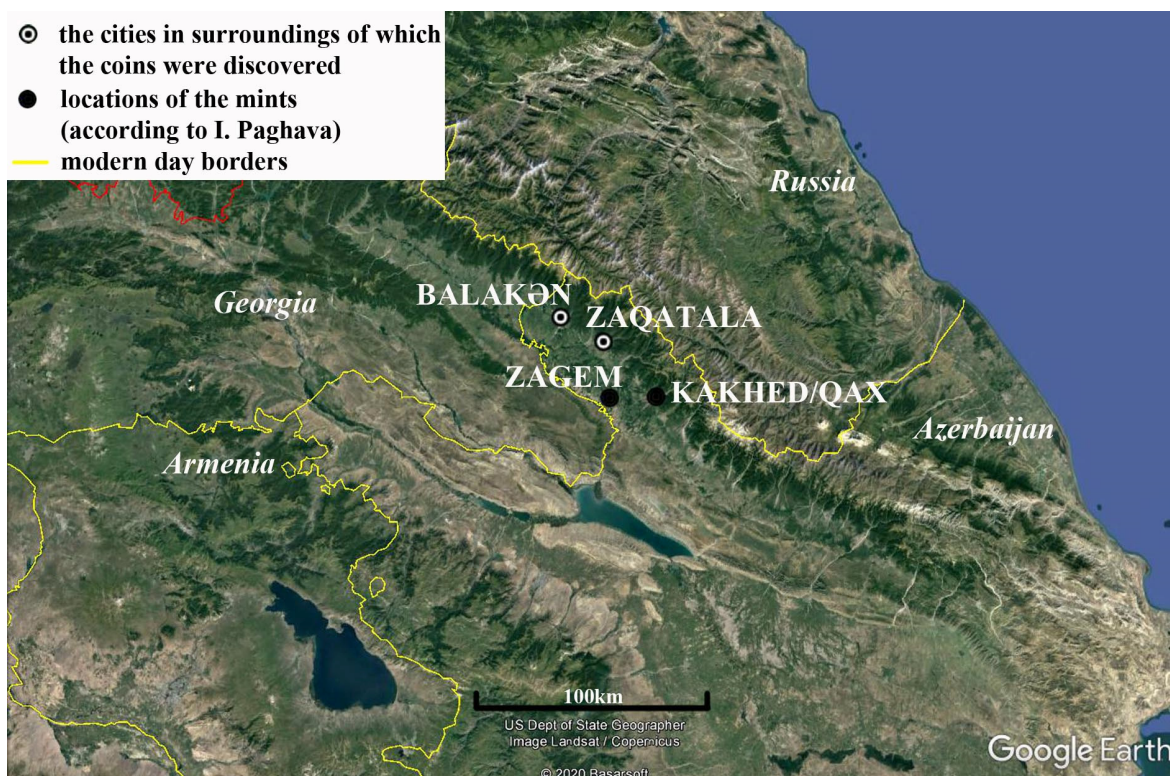 the cities in surroundings of which
the coins were discovered
locations of the mints
(according to I. Paghava)
modern day borders
Russia
Georgia
BALAKƏN
ZAQATALA
ZAGEM
KAKHED/QAX
Azerbaijan
Armenia
100km
US Dept of State Geographer
Image Landsat / Copernicus
Google Earth
© 2020 Basarsoft